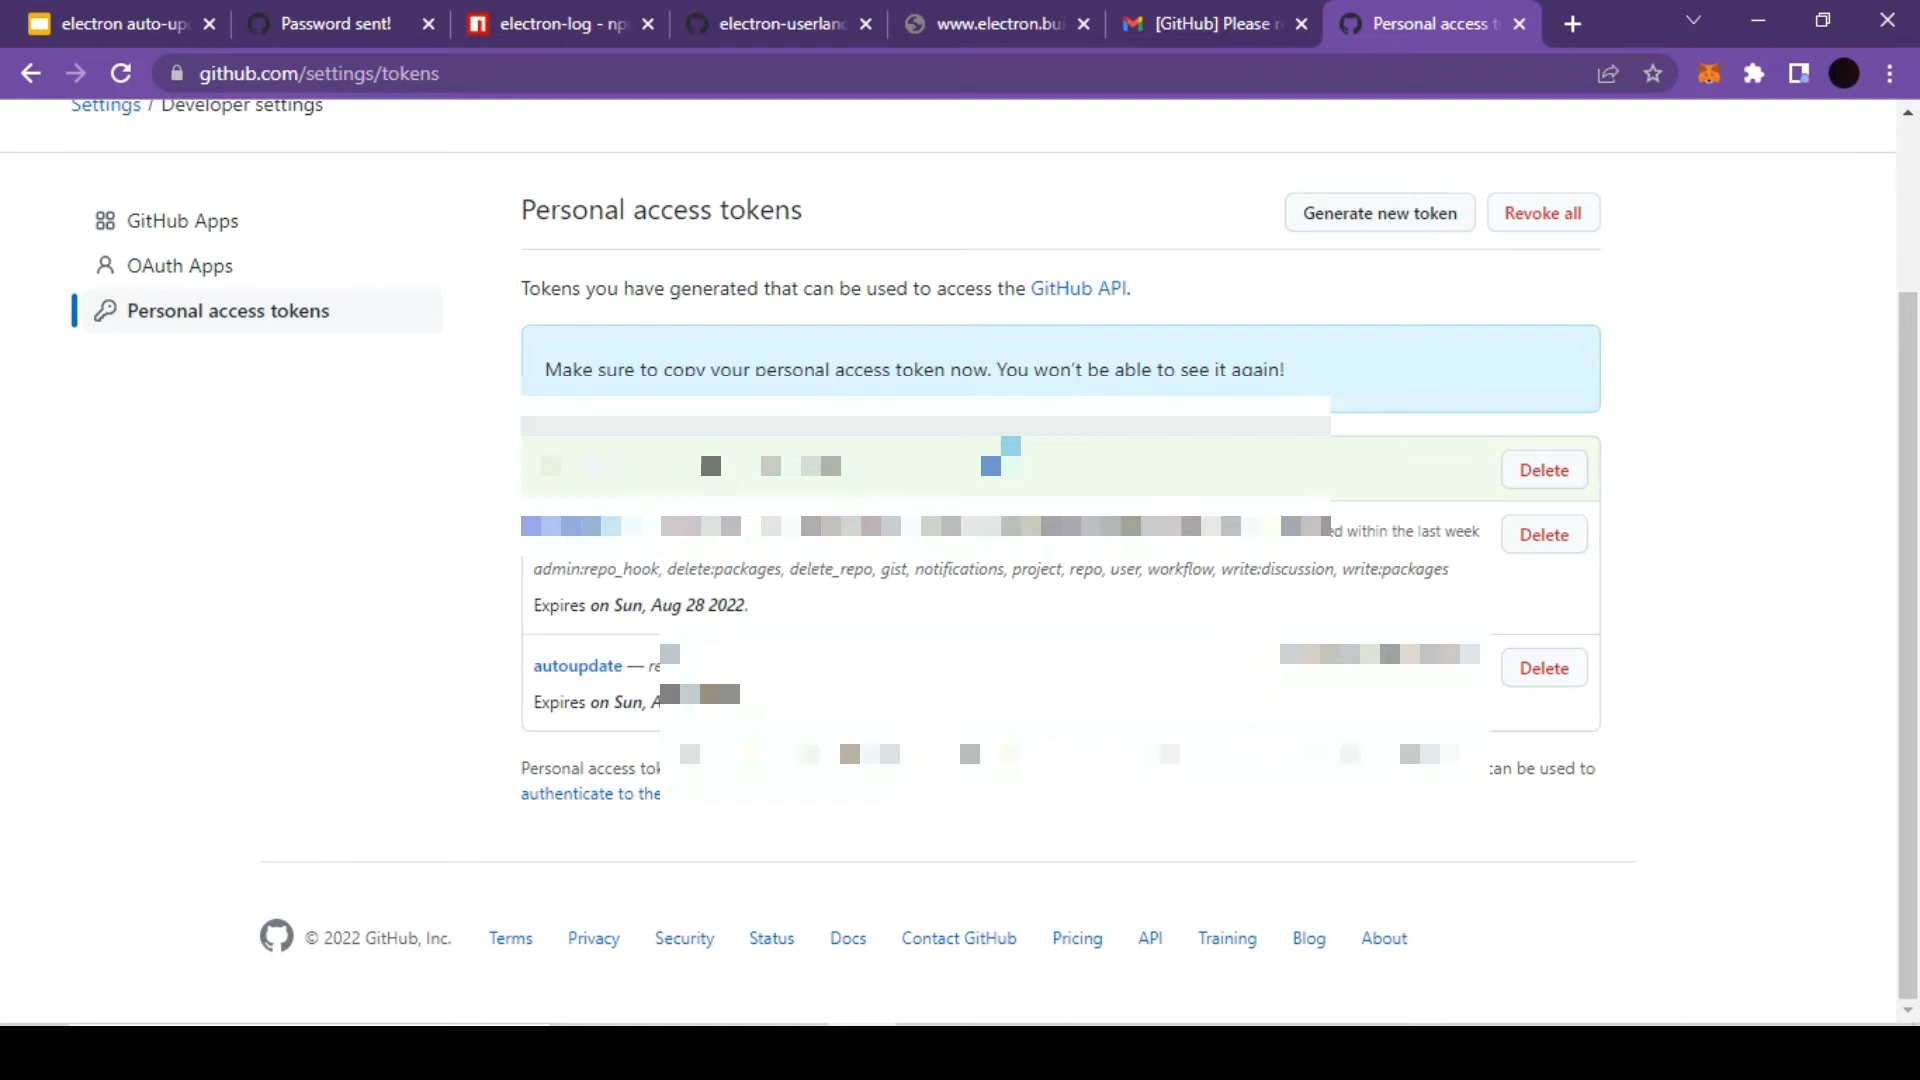 electron auto-up
Password sent!
electron-log - np
electron-userlan
www.electron.bui
[GitHub] Please r
Personal access t
github.com/settings/tokens
Settings / Developer settings
GitHub Apps
OAuth Apps
Personal access tokens
Personal access tokens
Generate new token
Revoke all
Tokens you have generated that can be used to access the GitHub API.
Make sure to copy your personal access token now. You won't be able to see it again!
Delete
ed within the last week
Delete
admin:repo_hook, delete:packages, delete_repo, gist, notifications, project, repo, user, workflow, write:discussion, write:packages
Expires on Sun, Aug 28 2022.
autoupdate — re
Delete
Expires on Sun, A
Personal access tok
can be used to
authenticate to the
© 2022 GitHub, Inc.
Terms
Privacy
Security
Status
Docs
Contact GitHub
Pricing
API
Training
Blog
About